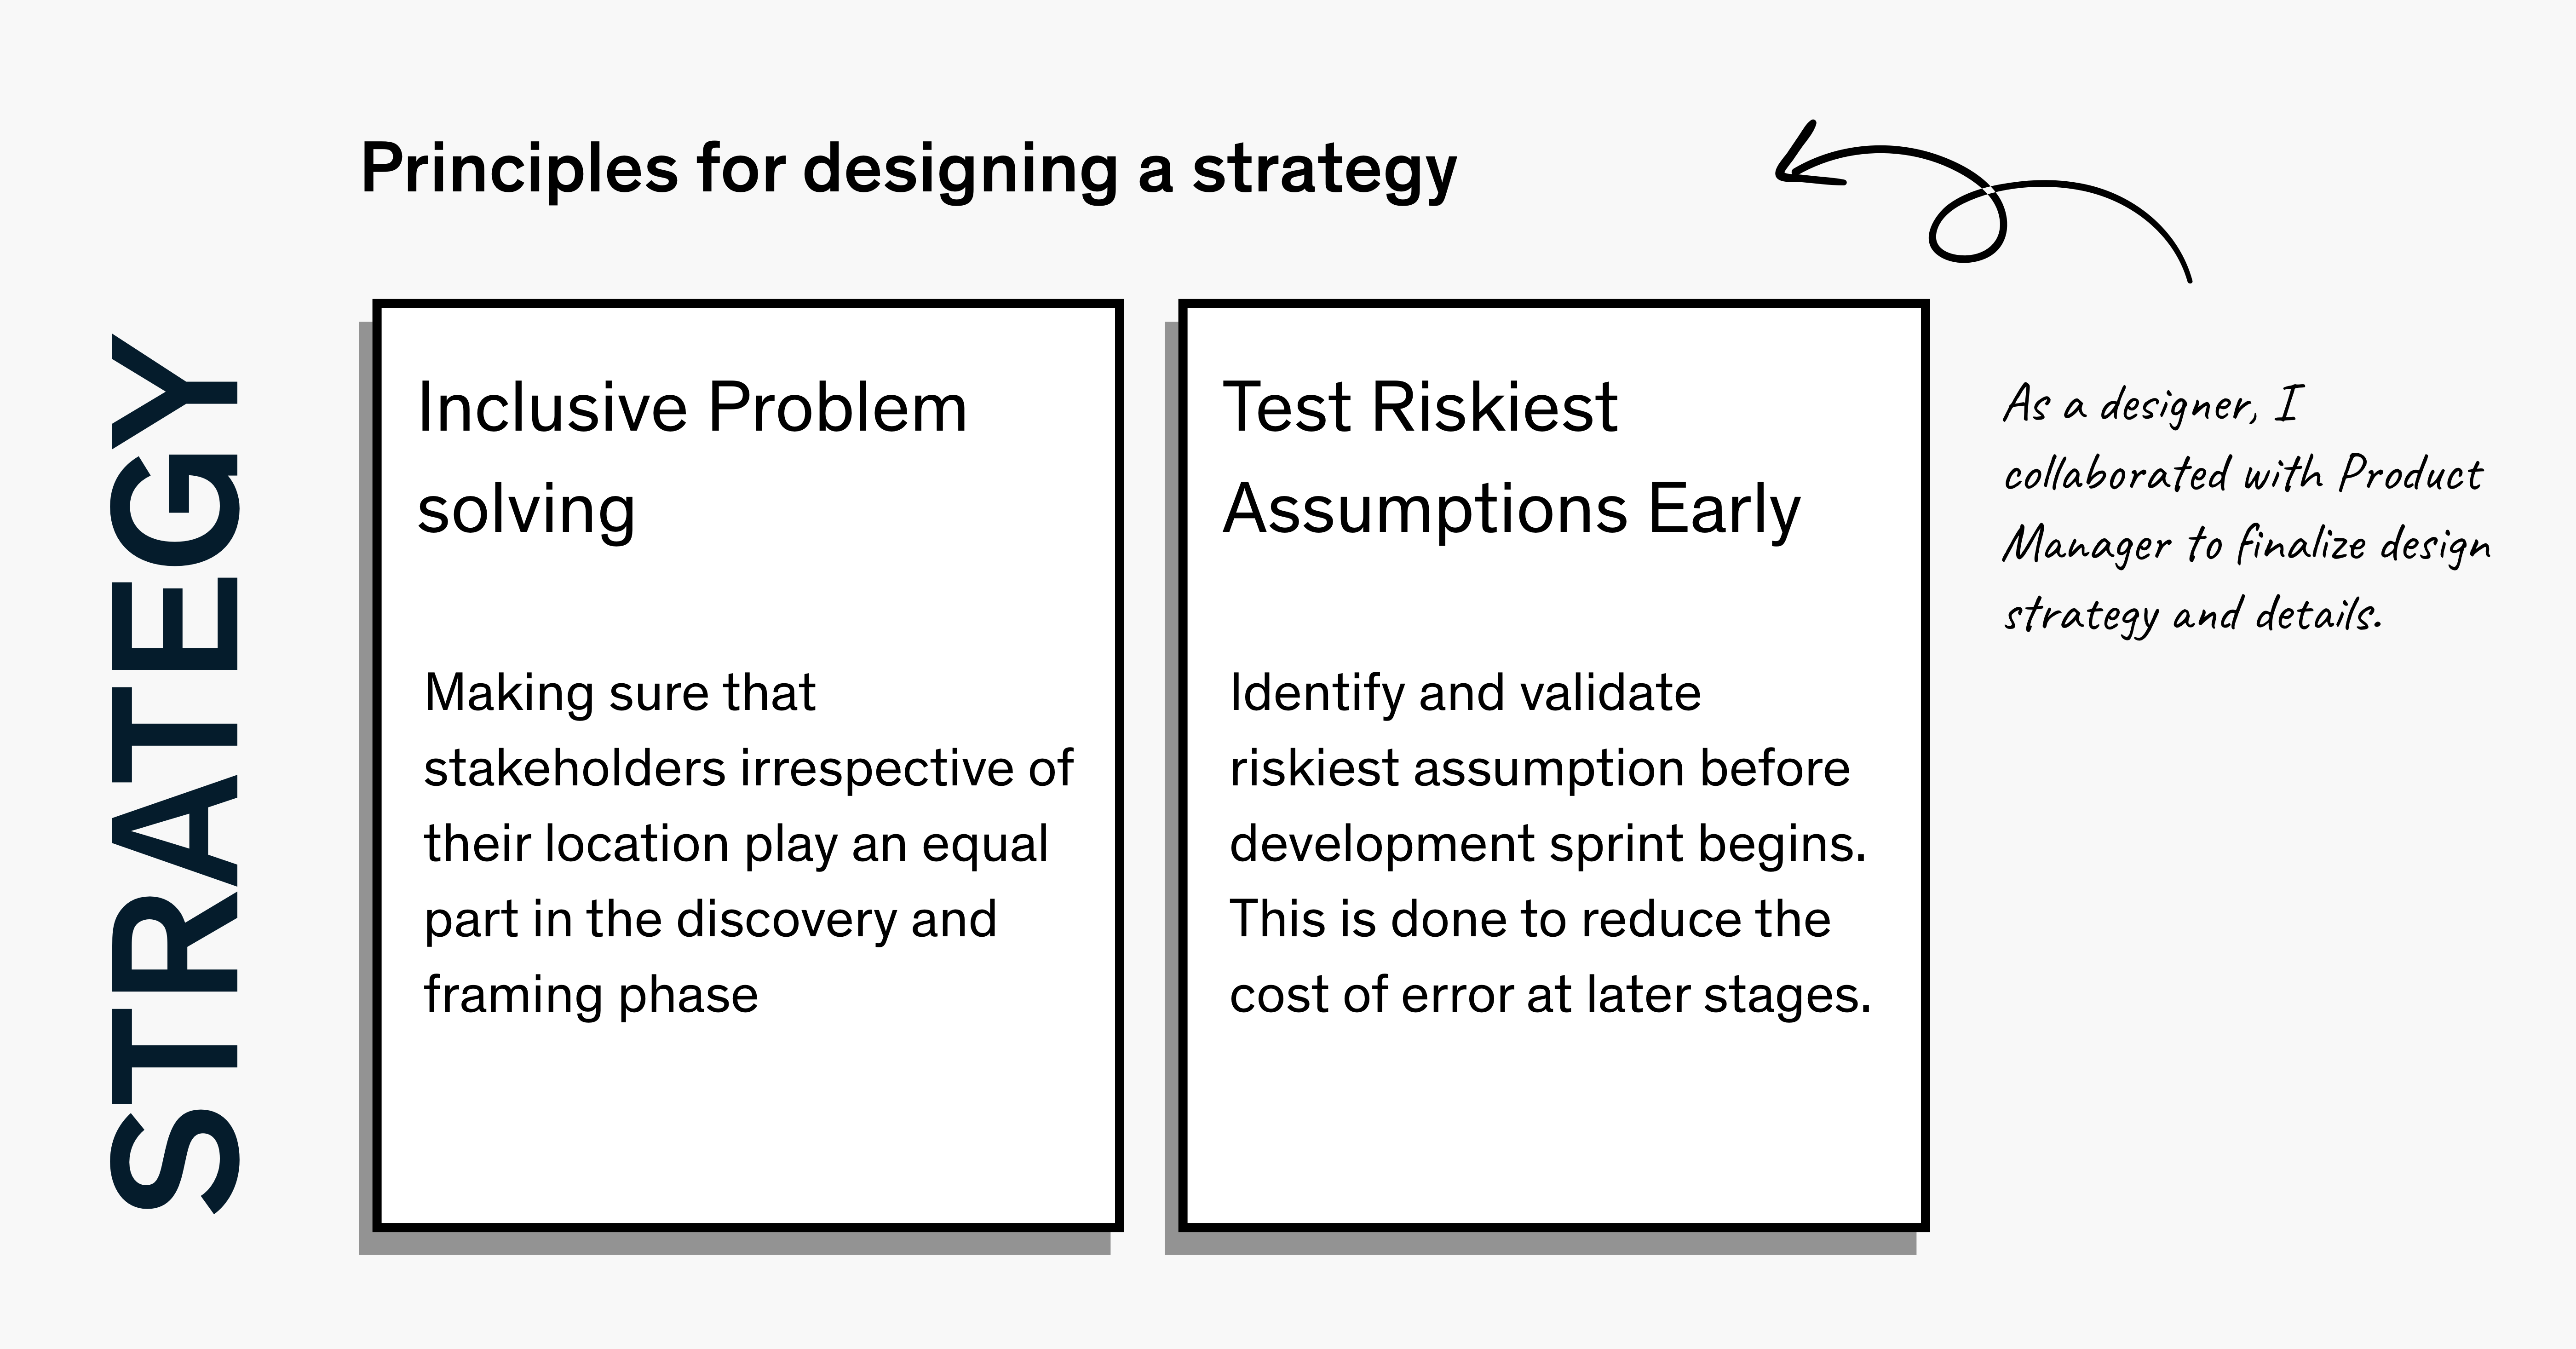 STRATEGY
Principles for designing a strategy
Inclusive Problem
solving
Making sure that
stakeholders irrespective of
their location play an equal
part in the discovery and
framing phase
Test Riskiest
Assumptions Early
Identify and validate
riskiest assumption before
development sprint begins.
This is done to reduce the
cost of error at later stages.
As a designer, I
collaborated with Product
Manager to finalize design
strategy and details.